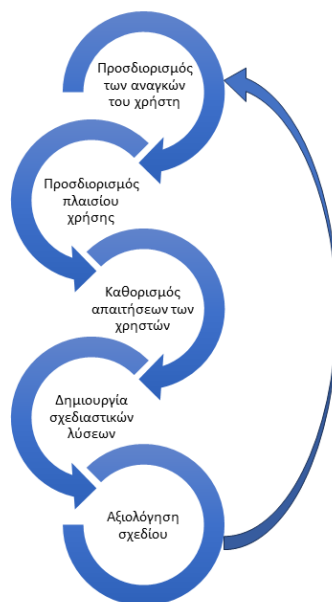 Προσδιορισμός
των αναγκών
του χρήστη
Προσδιορισμός
πλαισίου
χρήσης
Καθορισμός
απαιτήσεων των
χρηστών
Δημιουργία
σχεδιαστικών
λύσεων
Αξιολόγηση
σχεδίου